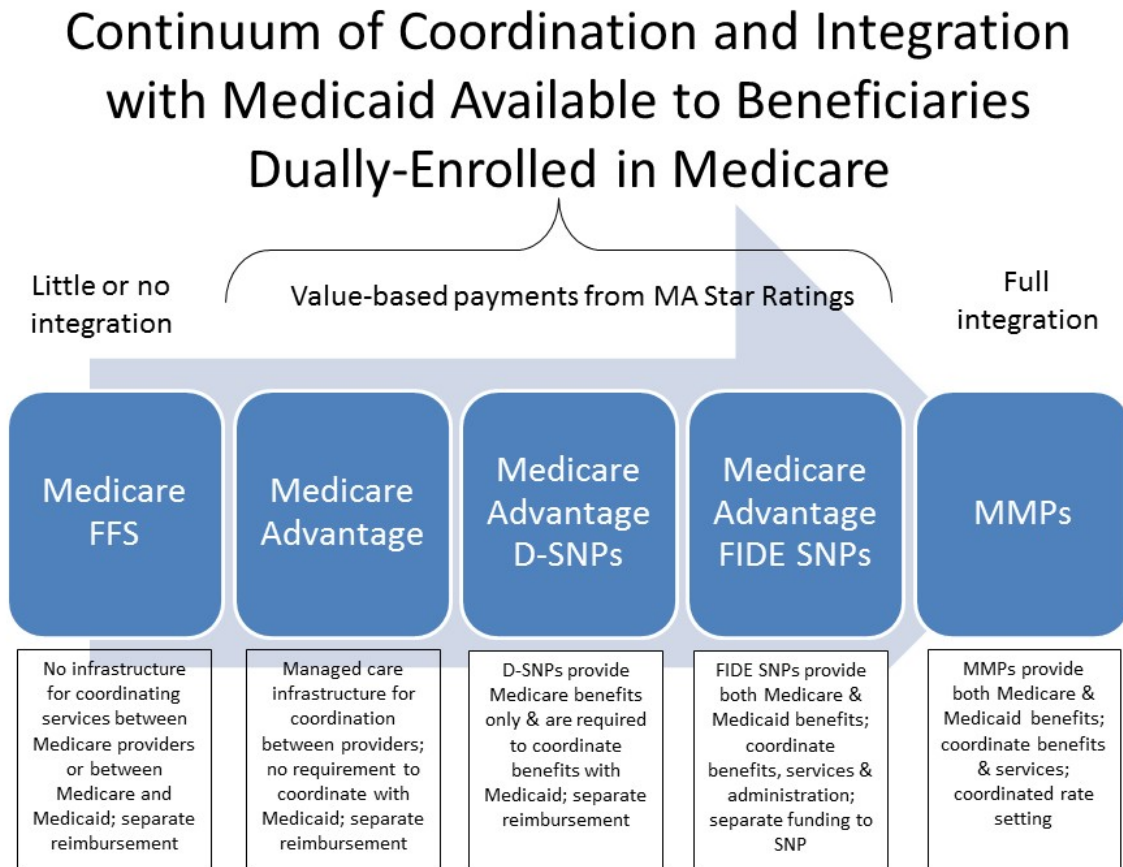 Continuum of Coordination and Integration
with Medicaid Available to Beneficiaries
Dually-Enrolled in Medicare
Little or no
integration
Value-based payments from MA Star Ratings
Full
integration
Medicare
FFS
Medicare
Advantage
Medicare
Advantage
D-SNPs
Medicare
Advantage
FIDE SNPs
MMPs
No infrastructure
for coordinating
services between
Medicare providers
or between
Medicare and
Medicaid; separate
reimbursement
Managed care
infrastructure for
coordination
between providers;
no requirement to
coordinate with
Medicaid; separate
reimbursement
D-SNPs provide
Medicare benefits
only & are required
to coordinate
benefits with
Medicaid; separate
reimbursement
FIDE SNPs provide
both Medicare &
Medicaid benefits;
coordinate
benefits, services &
administration;
separate funding to
SNP
MMPs provide
both Medicare &
Medicaid benefits;
coordinate benefits
& services;
coordinated rate
setting